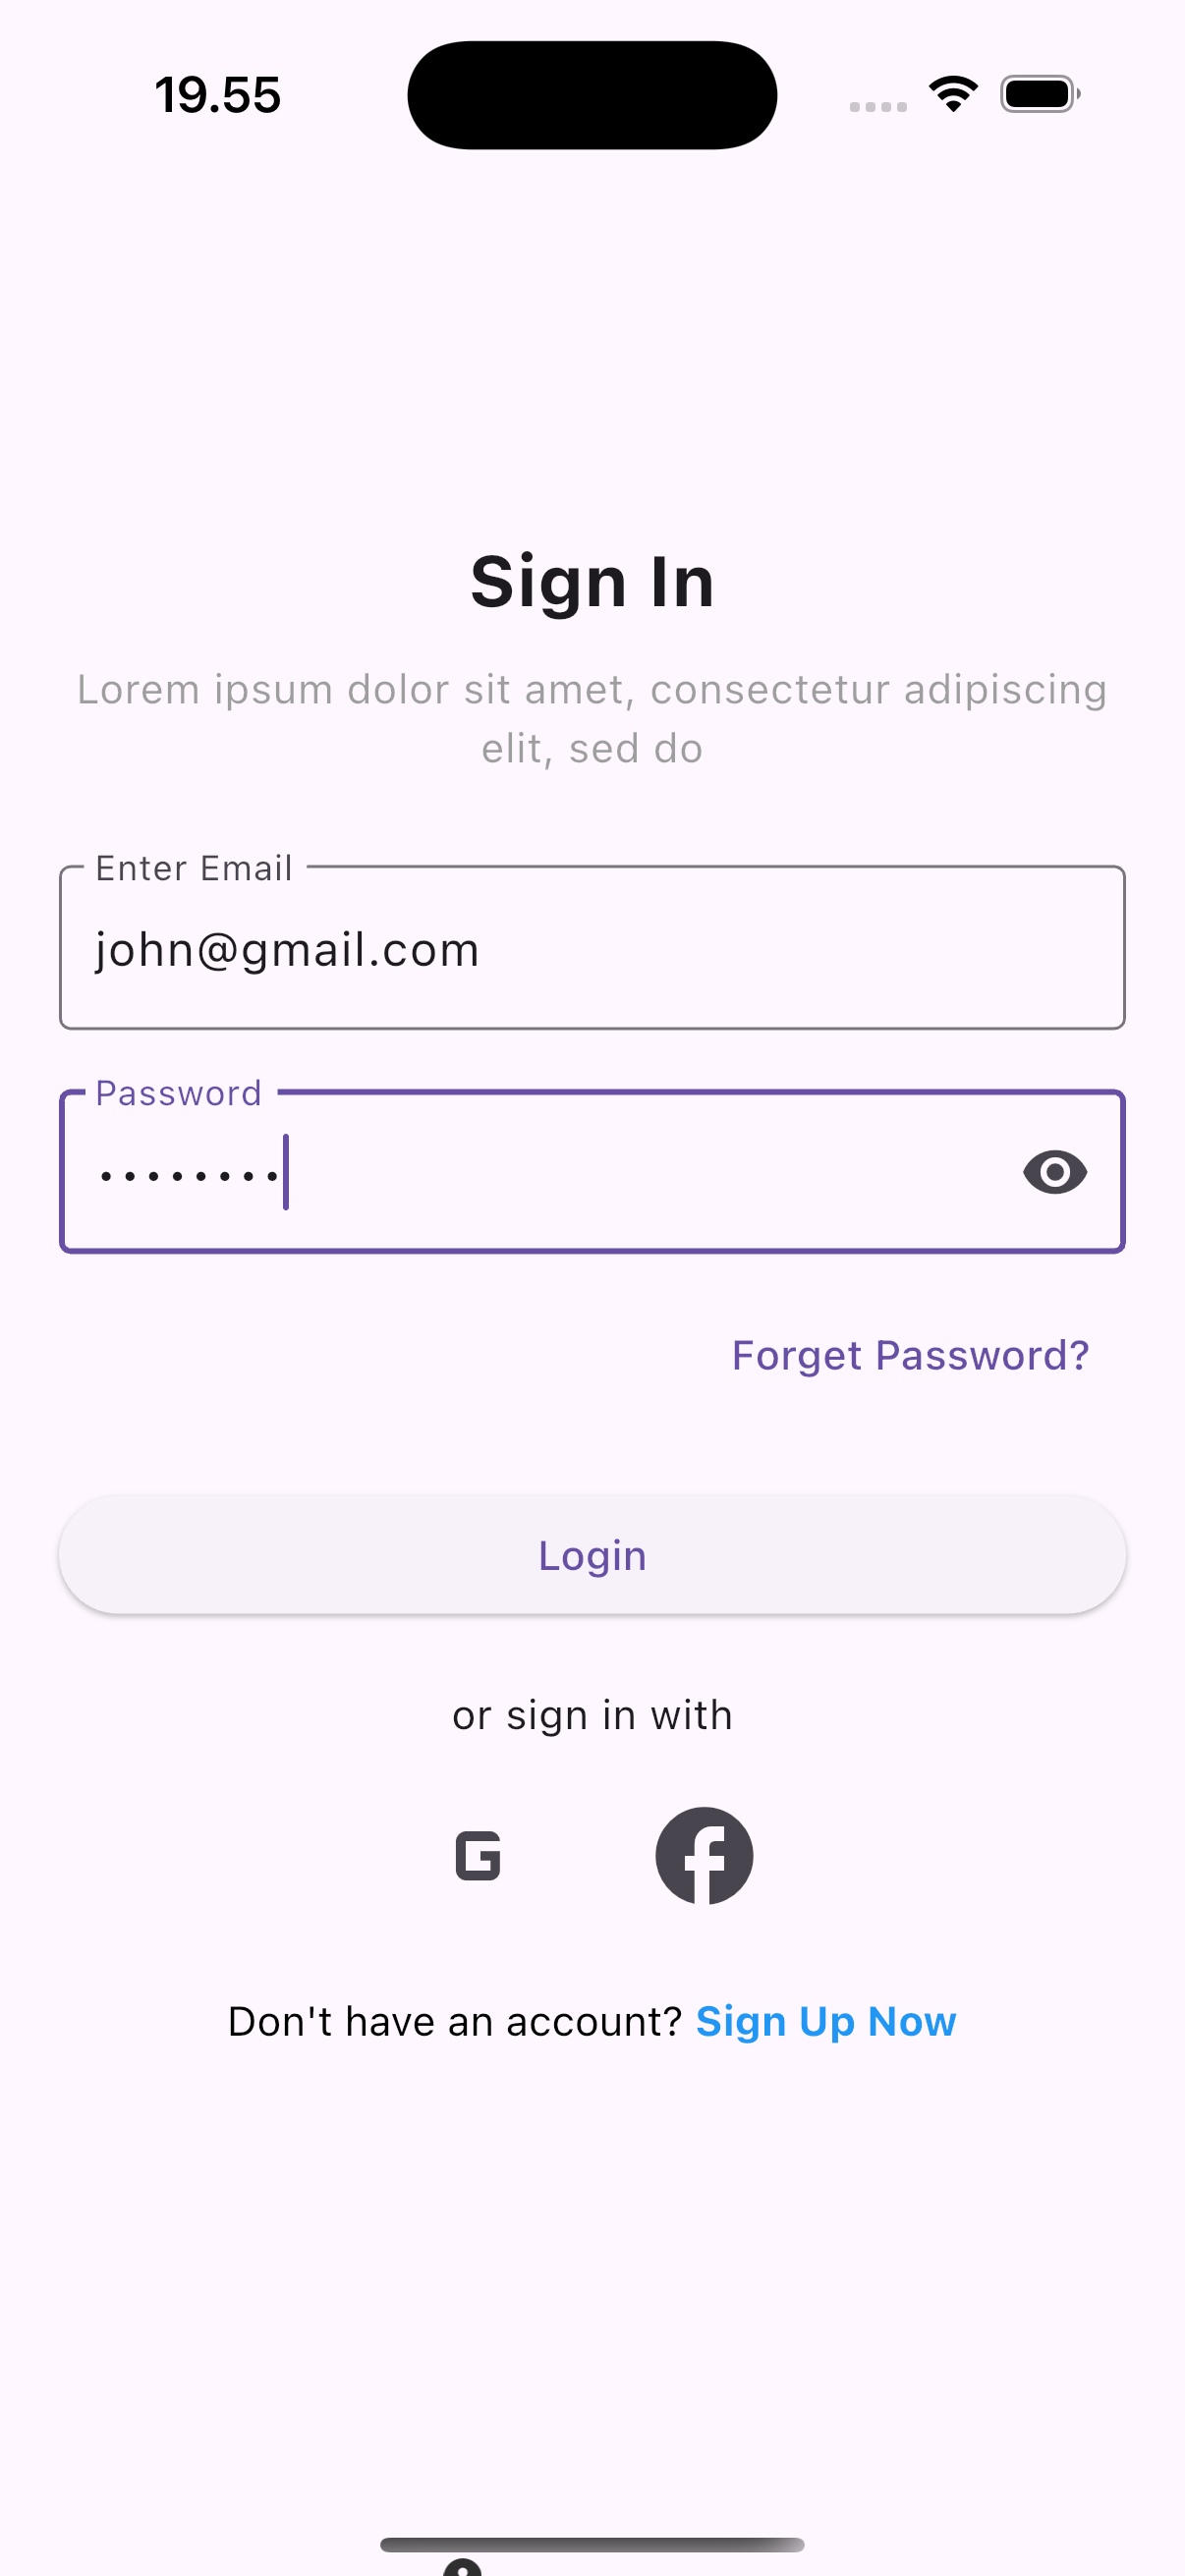 19.55
Sign In
Lorem ipsum dolor sit amet, consectetur adipiscing
elit, sed do
Enter Email
john@gmail.com
Password
••••••••
Forget Password?
Login
or sign in with
G f
Don't have an account? Sign Up Now